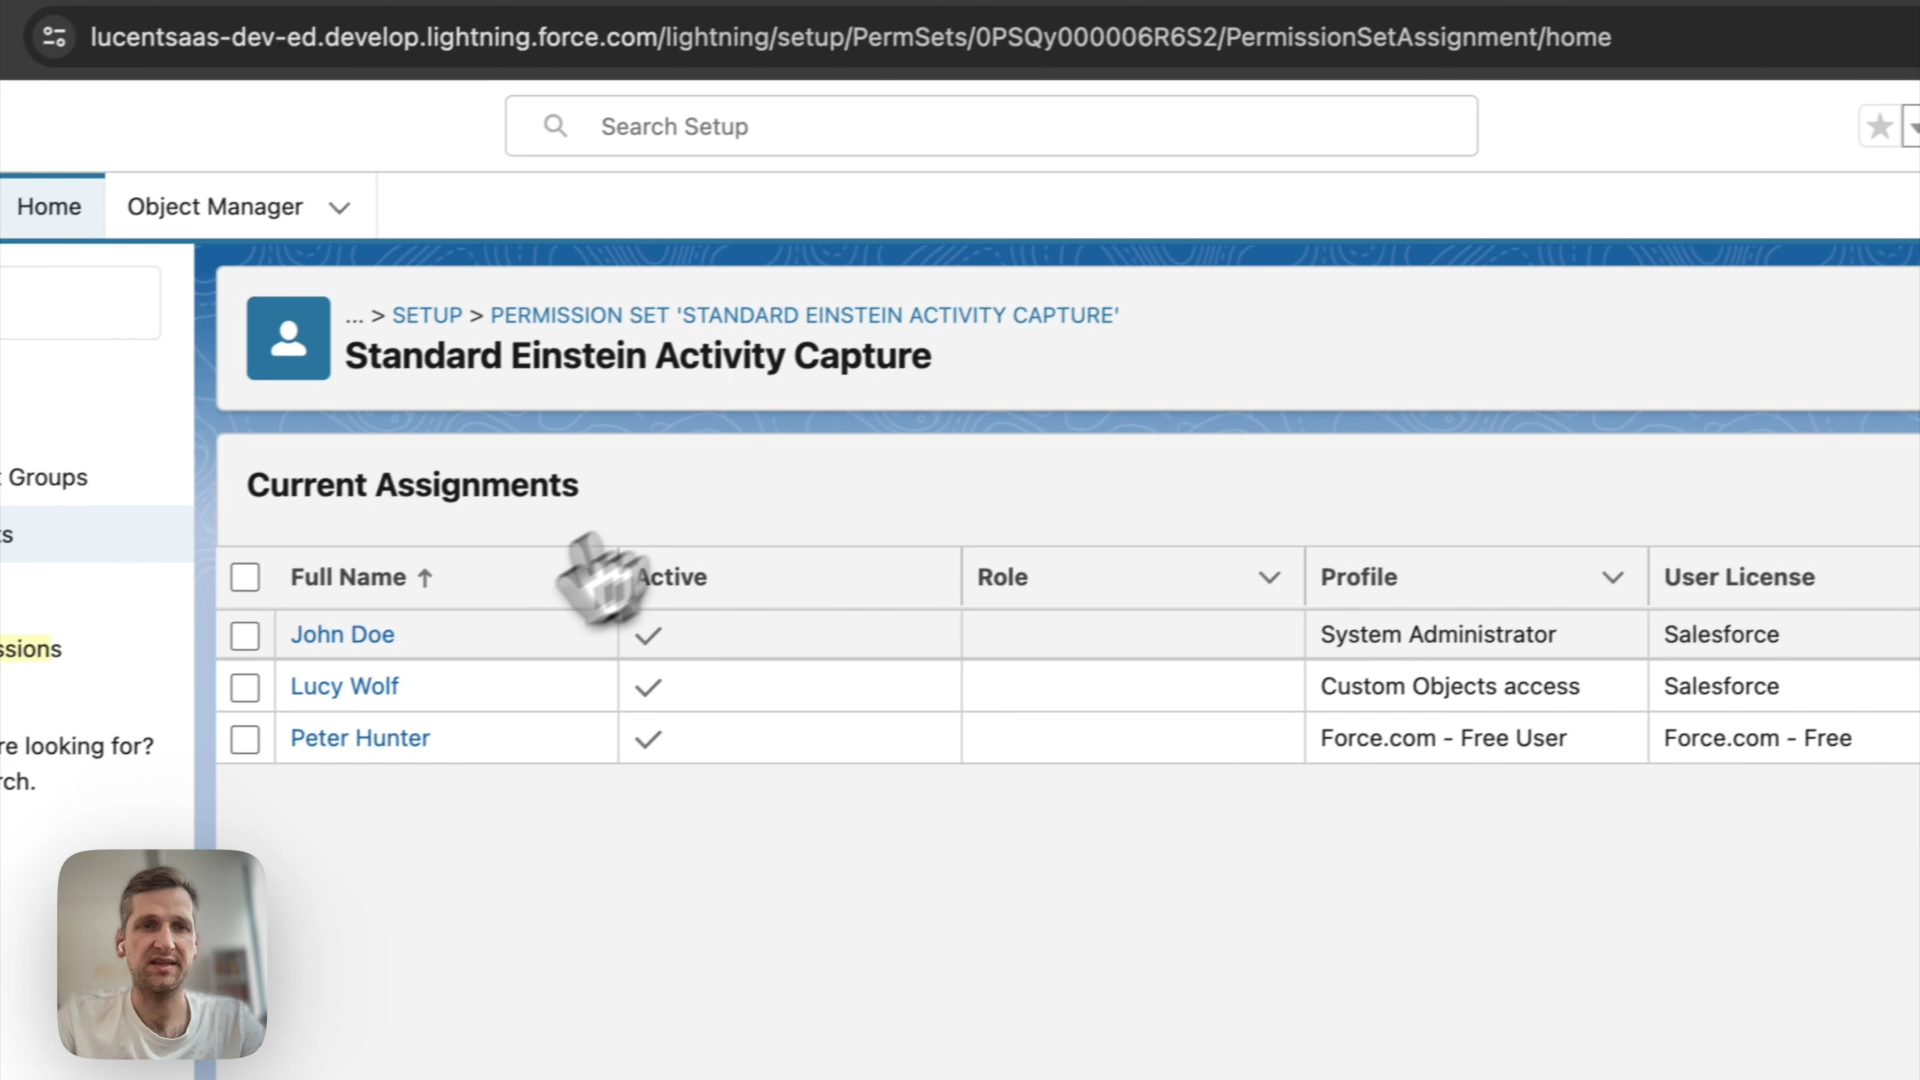 lucentsaas-dev-ed.develop.lightning.force.com/lightning/setup/PermSets/0PSQy000006R6S2/PermissionSetAssignment/home
Search Setup
Home
Object Manager
... > SETUP > PERMISSION SET 'STANDARD EINSTEIN ACTIVITY CAPTURE'
Standard Einstein Activity Capture
Groups
s
ssions
re looking for?
rch.
Current Assignments
Full Name Active Role Profile User License
John Doe System Administrator Salesforce
Lucy Wolf Custom Objects access Salesforce
Peter Hunter Force.com - Free User Force.com - Free